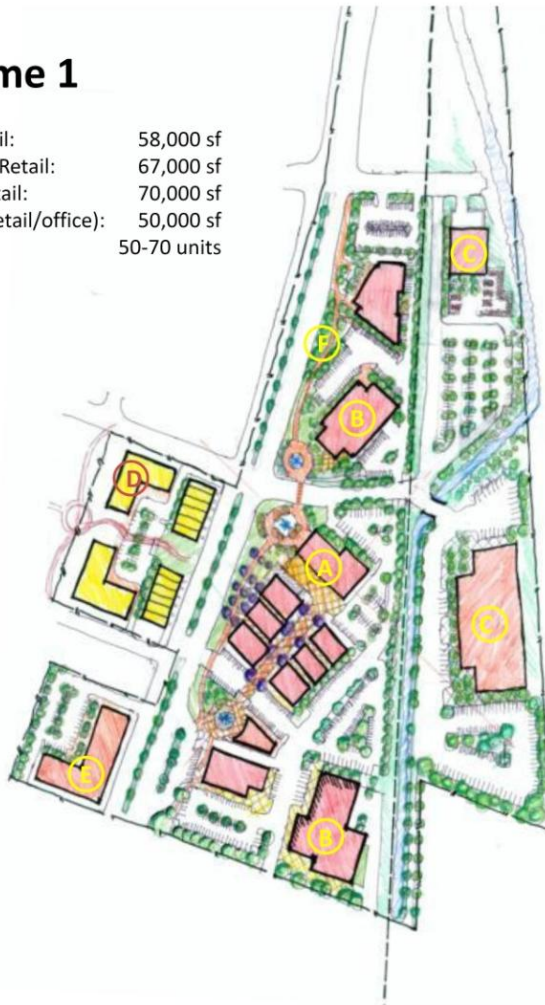 me 1
il: 58,000 sf
Retail: 67,000 sf
tail: 70,000 sf
etail/office): 50,000 sf
50-70 units
C
F
B
D
A
C
E
B